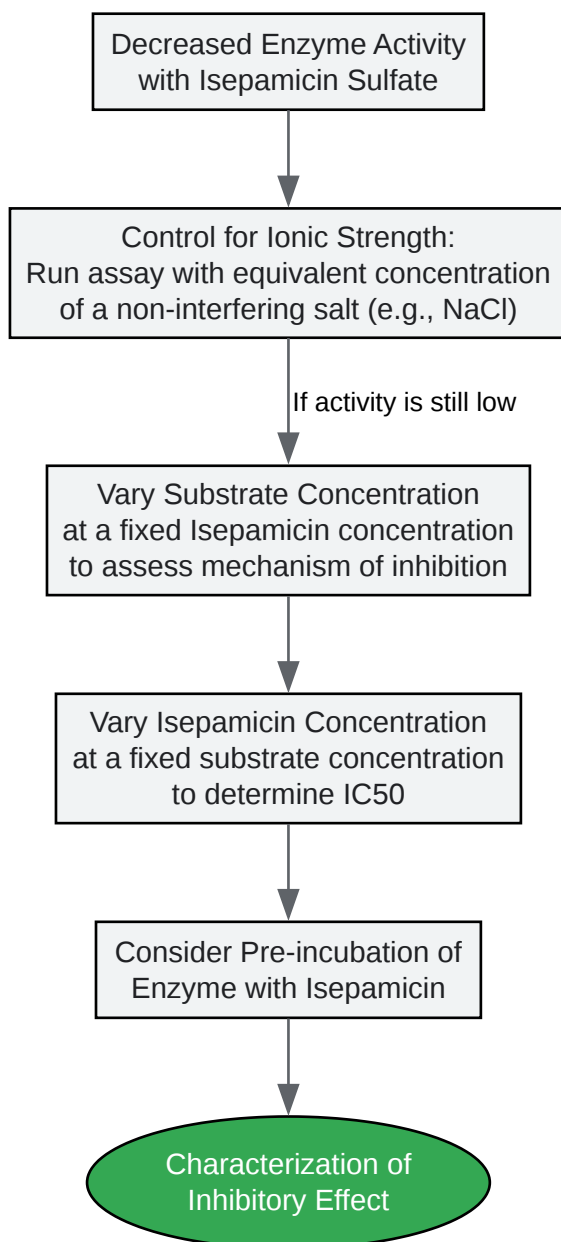 Decreased Enzyme Activity
with Isepamicin Sulfate
Control for Ionic Strength:
Run assay with equivalent concentration
of a non-interfering salt (e.g., NaCl)
If activity is still low
Vary Substrate Concentration
at a fixed Isepamicin concentration
to assess mechanism of inhibition
Vary Isepamicin Concentration
at a fixed substrate concentration
to determine IC50
Consider Pre-incubation of
Enzyme with Isepamicin
Characterization of
Inhibitory Effect